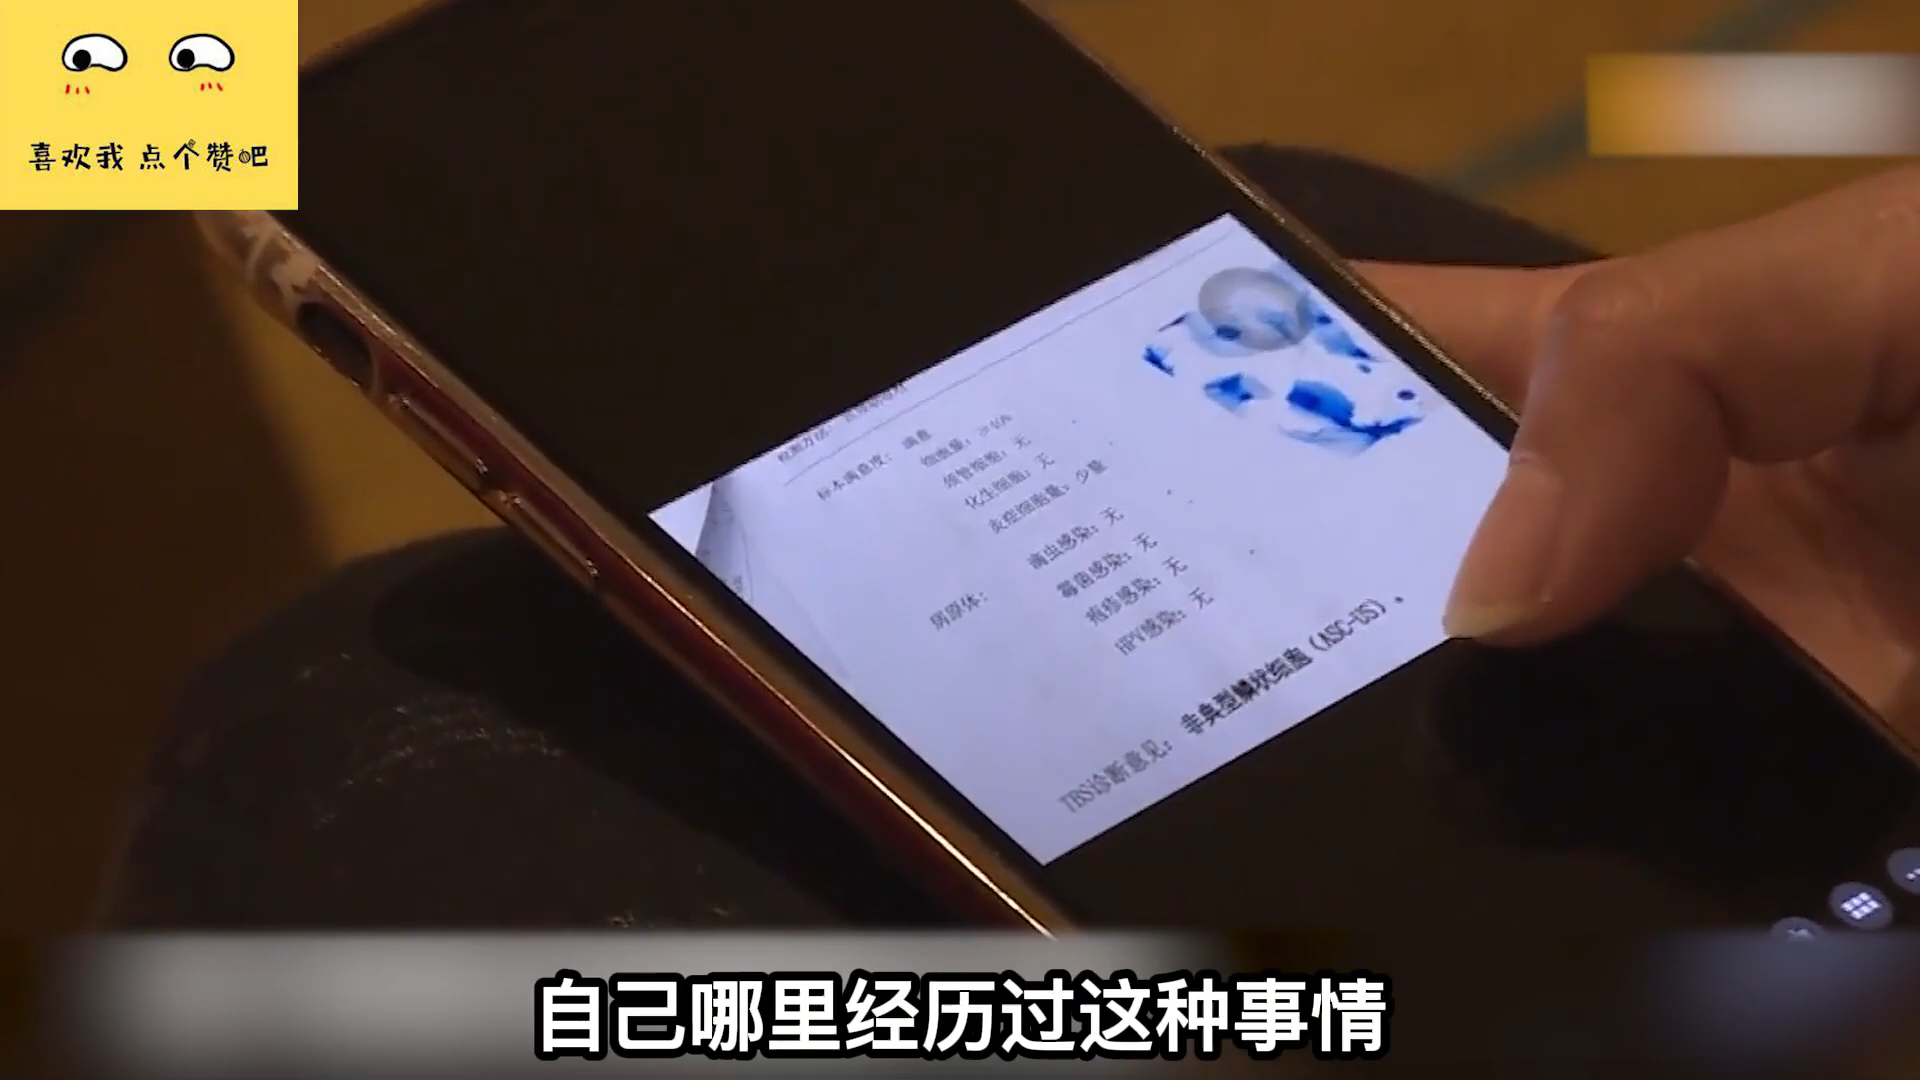 喜欢我 点个赞吧
标本满意度： 满意
细胞量：>40%
颈管细胞：无
化生细胞：无
炎症细胞量：少量
病原体：
滴虫感染：无
霉菌感染：无
疱疹感染：无
HPV感染：无
TBS诊断意见： 非典型鳞状细胞（ASC-US）。
自己哪里经历过这种事情